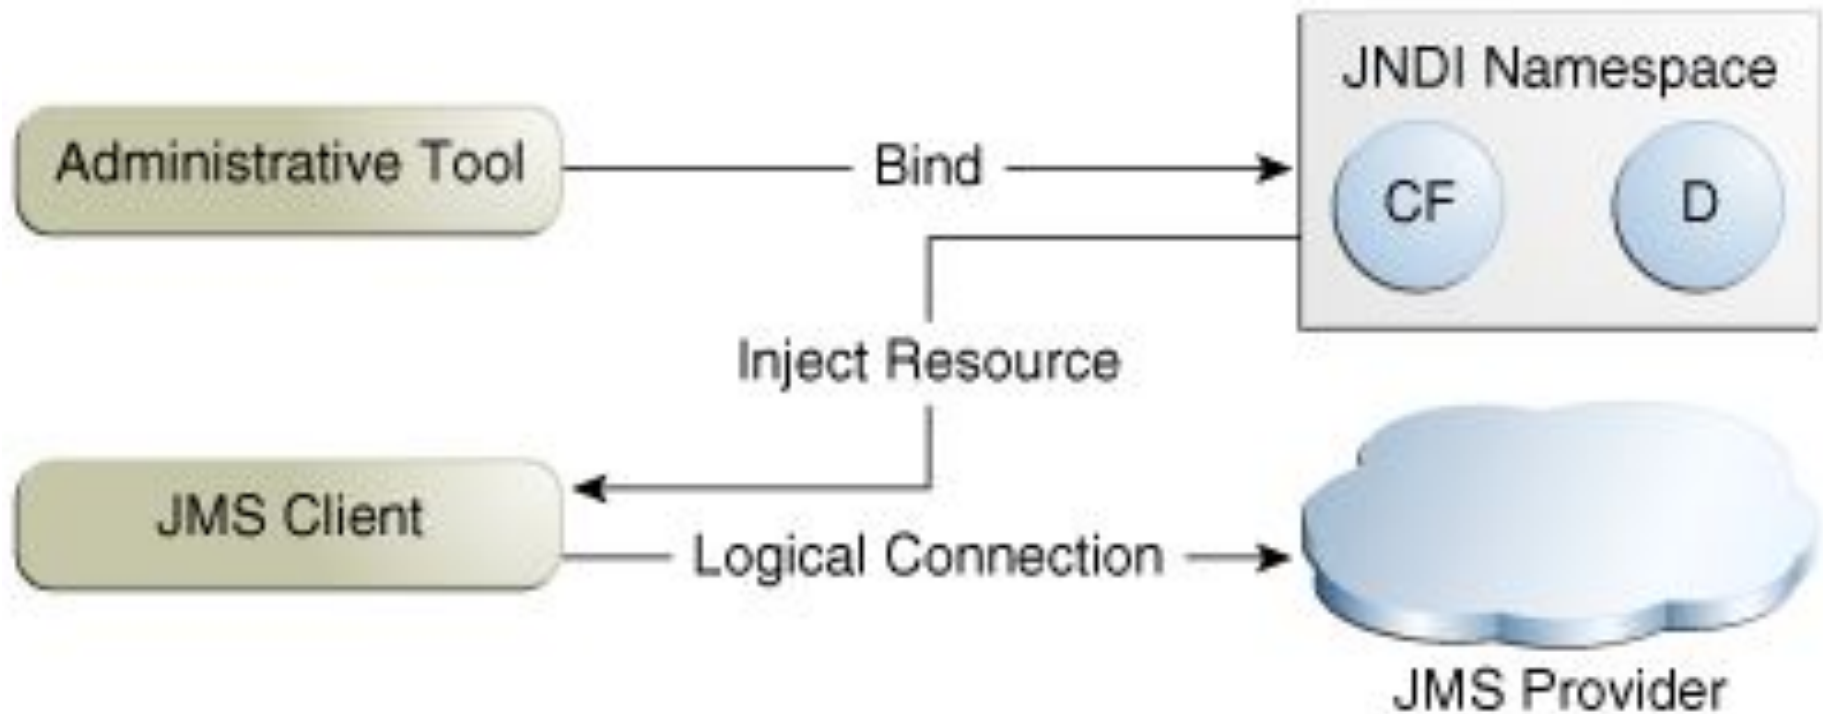 JNDI Namespace
Administrative Tool
Bind
CF
D
Inject Resource
JMS Client
Logical Connection
JMS Provider